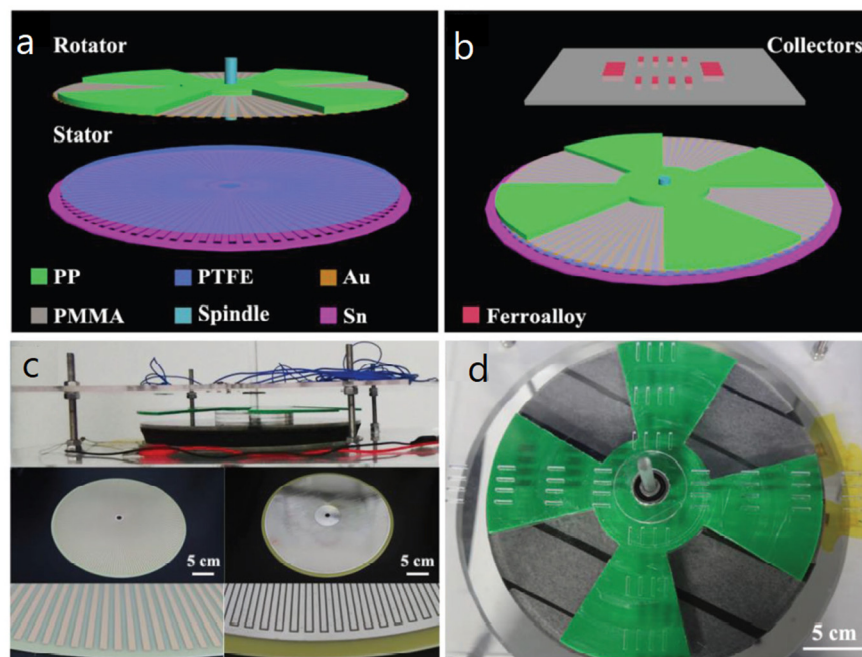 a
Rotator
Stator
PP
PTFE
Au
PMMA
Spindle
Sn
b
Collectors
Ferroalloy
c
5 cm
5 cm
d
5 cm